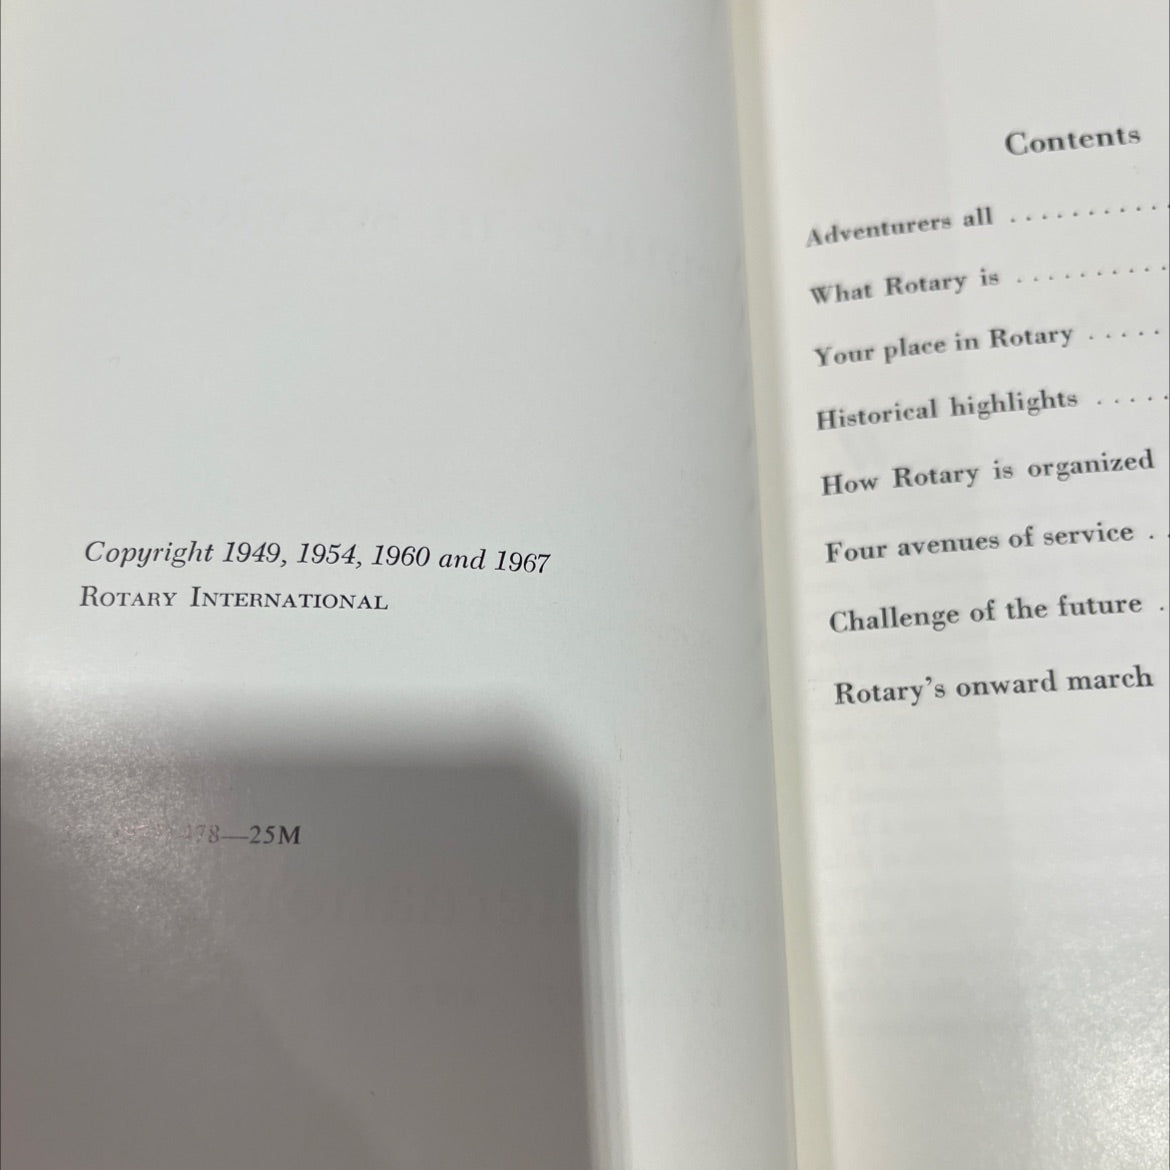 Copyright 1949, 1954, 1960 and 1967
ROTARY INTERNATIONAL
478—25M
Contents
Adventurers all . . . . . . . . . .
What Rotary is . . . . . . . . . .
Your place in Rotary . . . . .
Historical highlights . . . . .
How Rotary is organized
Four avenues of service . .
Challenge of the future .
Rotary's onward march